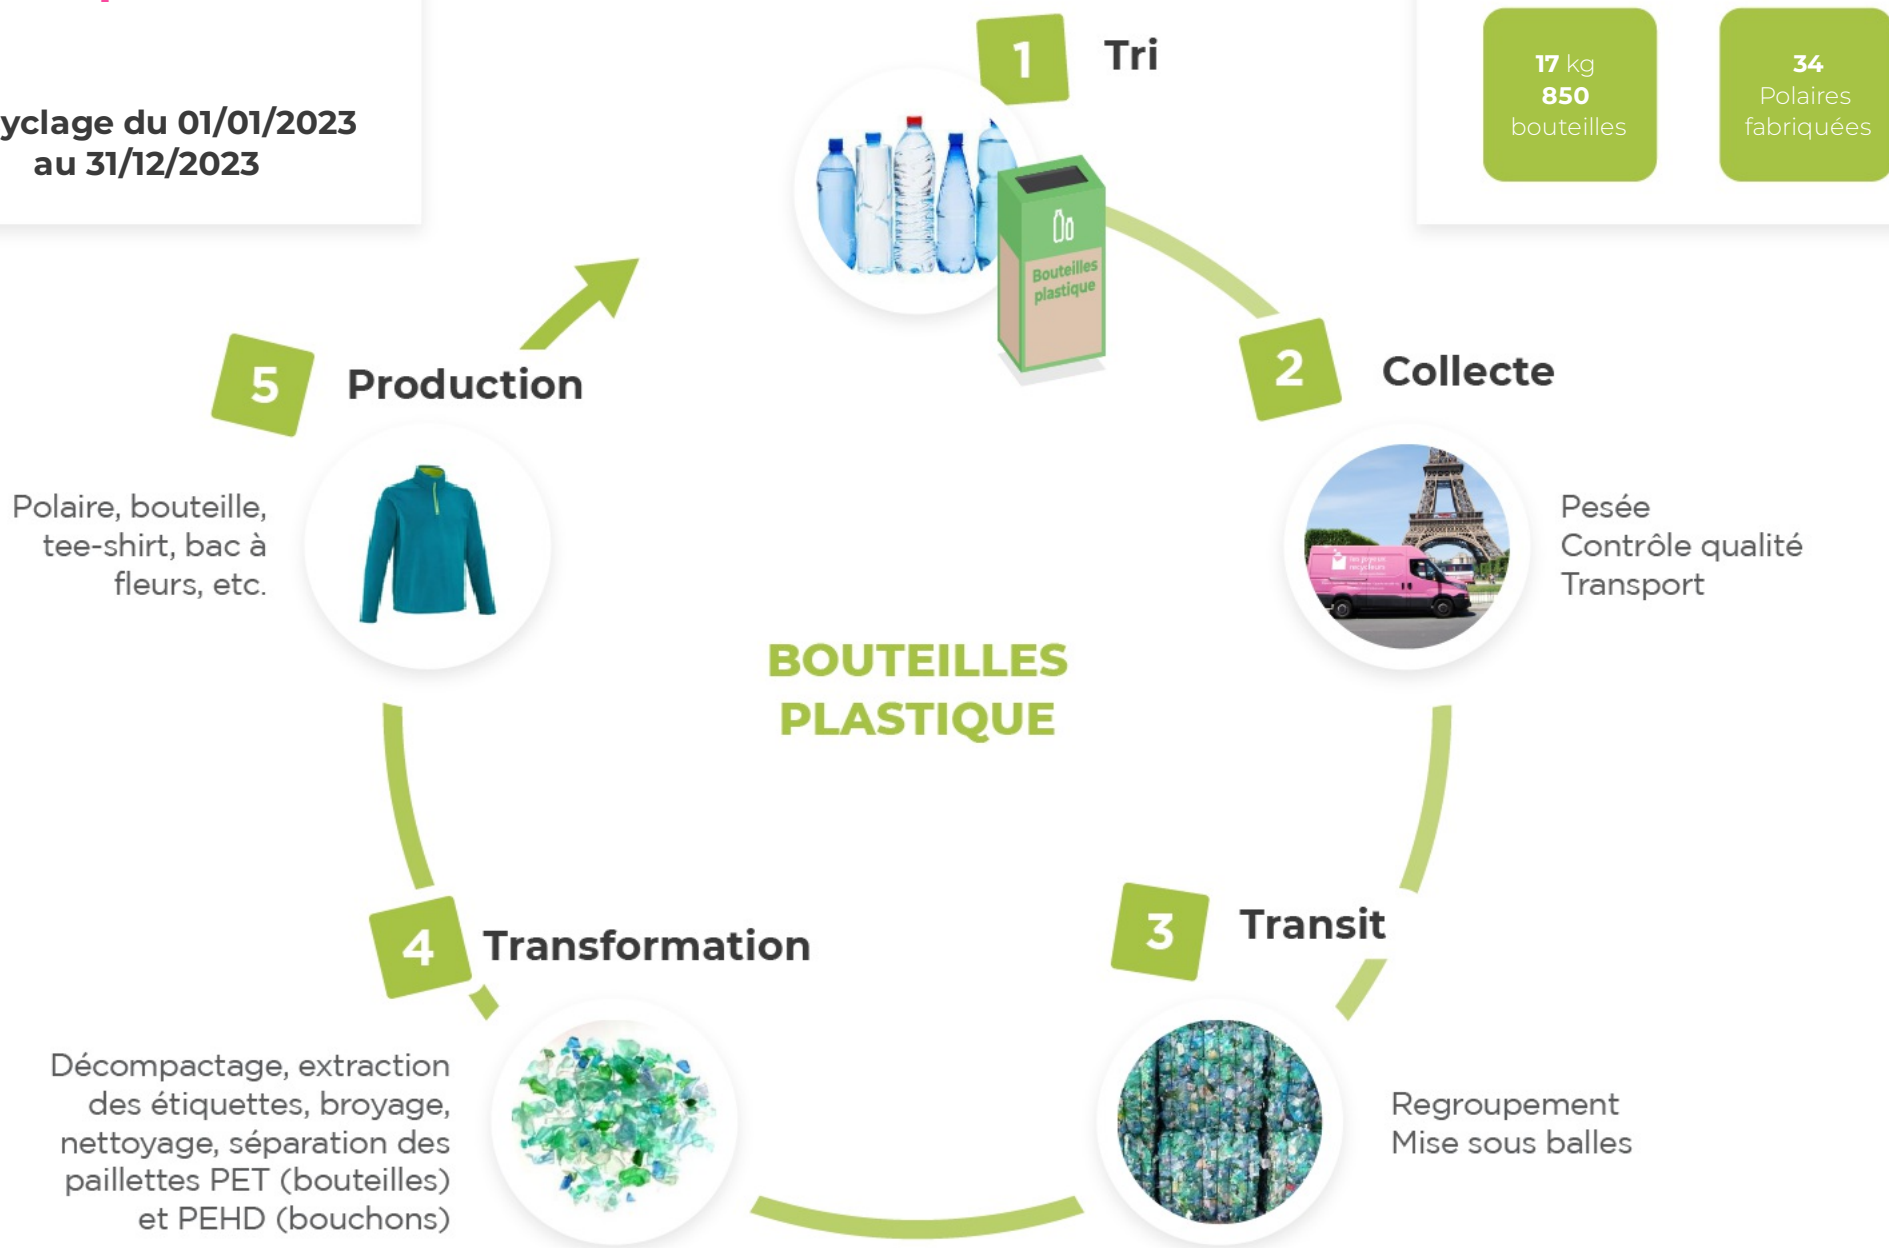 yclage du 01/01/2023
au 31/12/2023
1
Tri
17 kg
850
bouteilles
34
Polaires
fabriquées
Bouteilles
plastique
2
Collecte
les joyeux
recycleurs
Pesée
Contrôle qualité
Transport
5
Production
Polaire, bouteille,
tee-shirt, bac à
fleurs, etc.
BOUTEILLES
PLASTIQUE
3
Transit
Regroupement
Mise sous balles
4
Transformation
Décompactage, extraction
des étiquettes, broyage,
nettoyage, séparation des
paillettes PET (bouteilles)
et PEHD (bouchons)